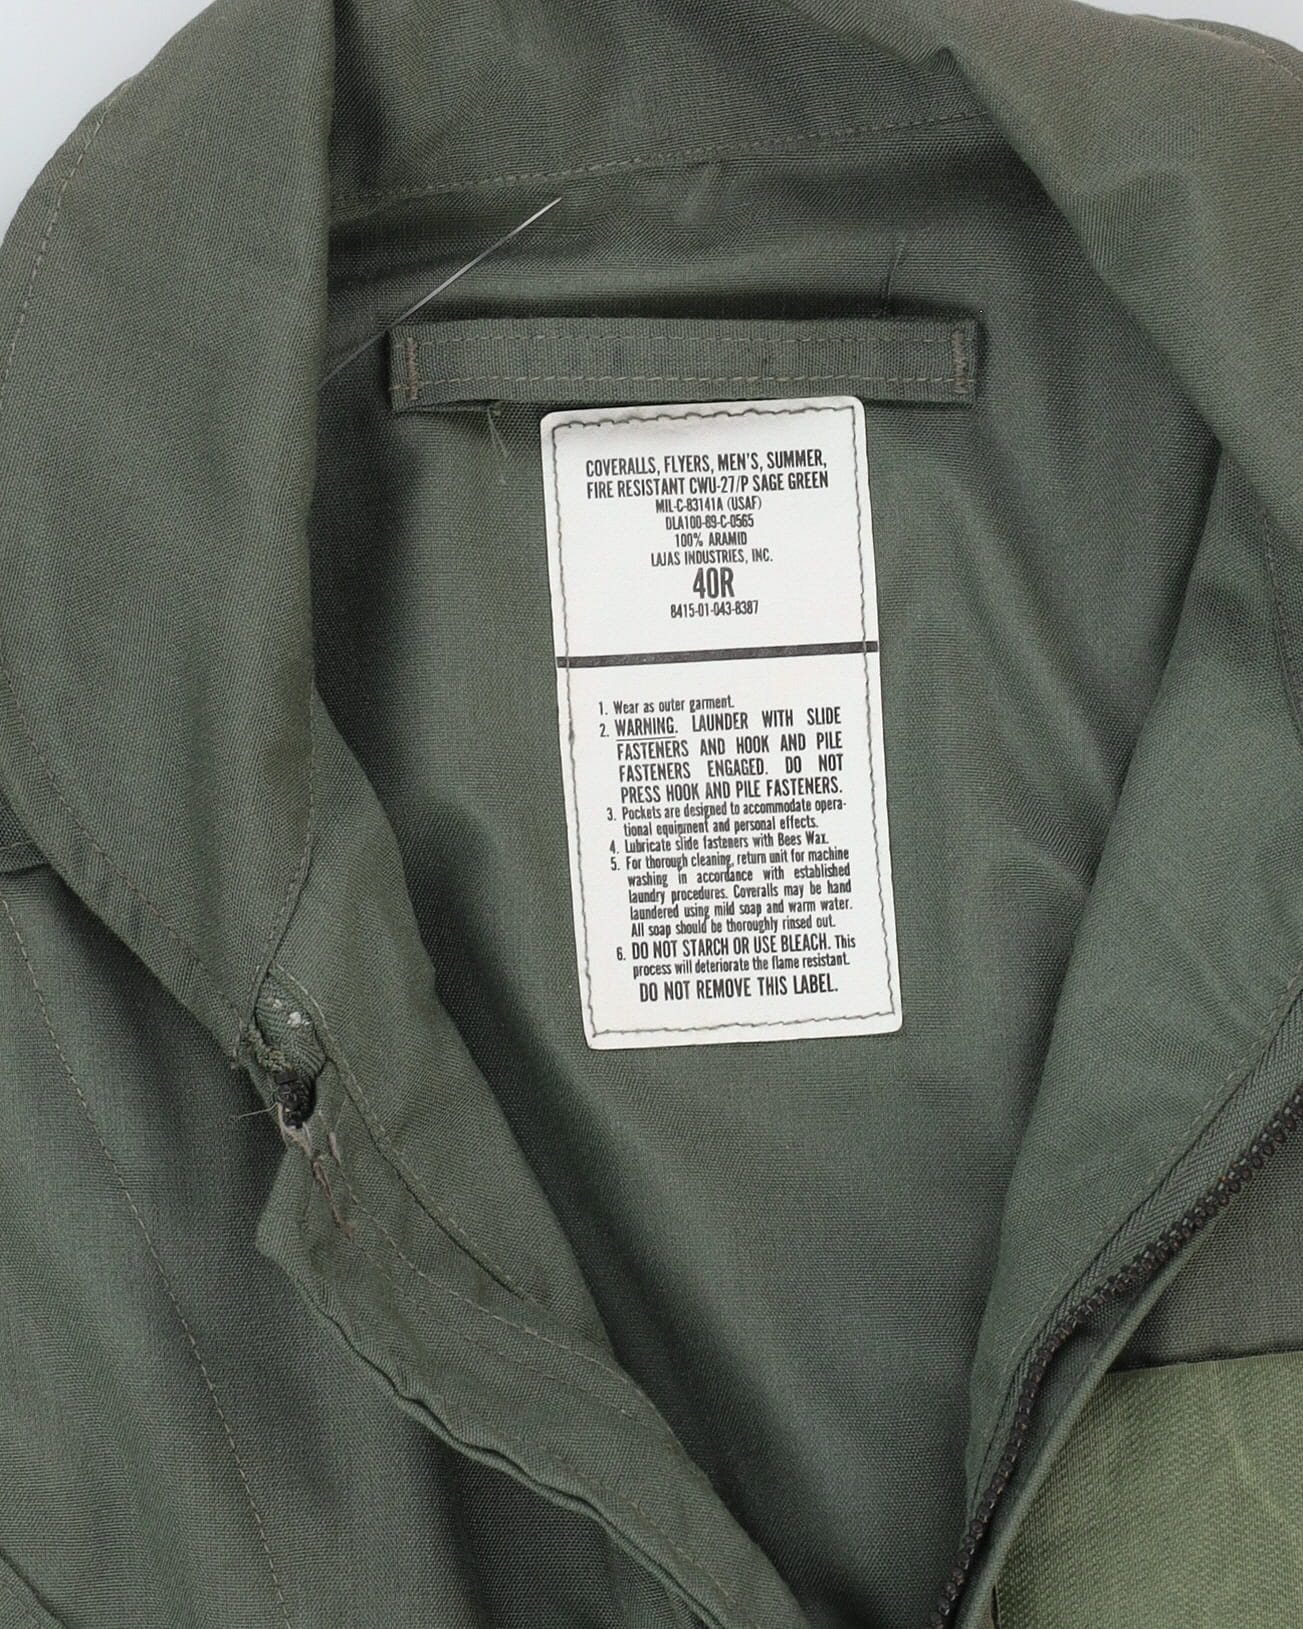 COVERALLS, FLYERS, MEN'S, SUMMER,
FIRE RESISTANT CWU-27/P SAGE GREEN
MIL-C-83141A (USAF)
DLA100-89-C-0565
100% ARAMID
LAJAS INDUSTRIES, INC.
40R
8415-01-043-8387
1. Wear as outer garment.
2. WARNING. LAUNDER WITH SLIDE
FASTENERS AND HOOK AND PILE
FASTENERS ENGAGED. DO NOT
PRESS HOOK AND PILE FASTENERS.
3. Pockets are designed to accommodate opera-
tional equipment and personal effects.
4. Lubricate slide fasteners with Bees Wax.
5. For thorough cleaning, return unit for machine
washing in accordance with established
laundry procedures. Coveralls may be hand
laundered using mild soap and warm water.
All soap should be thoroughly rinsed out.
6. DO NOT STARCH OR USE BLEACH. This
process will deteriorate the flame resistant.
DO NOT REMOVE THIS LABEL.